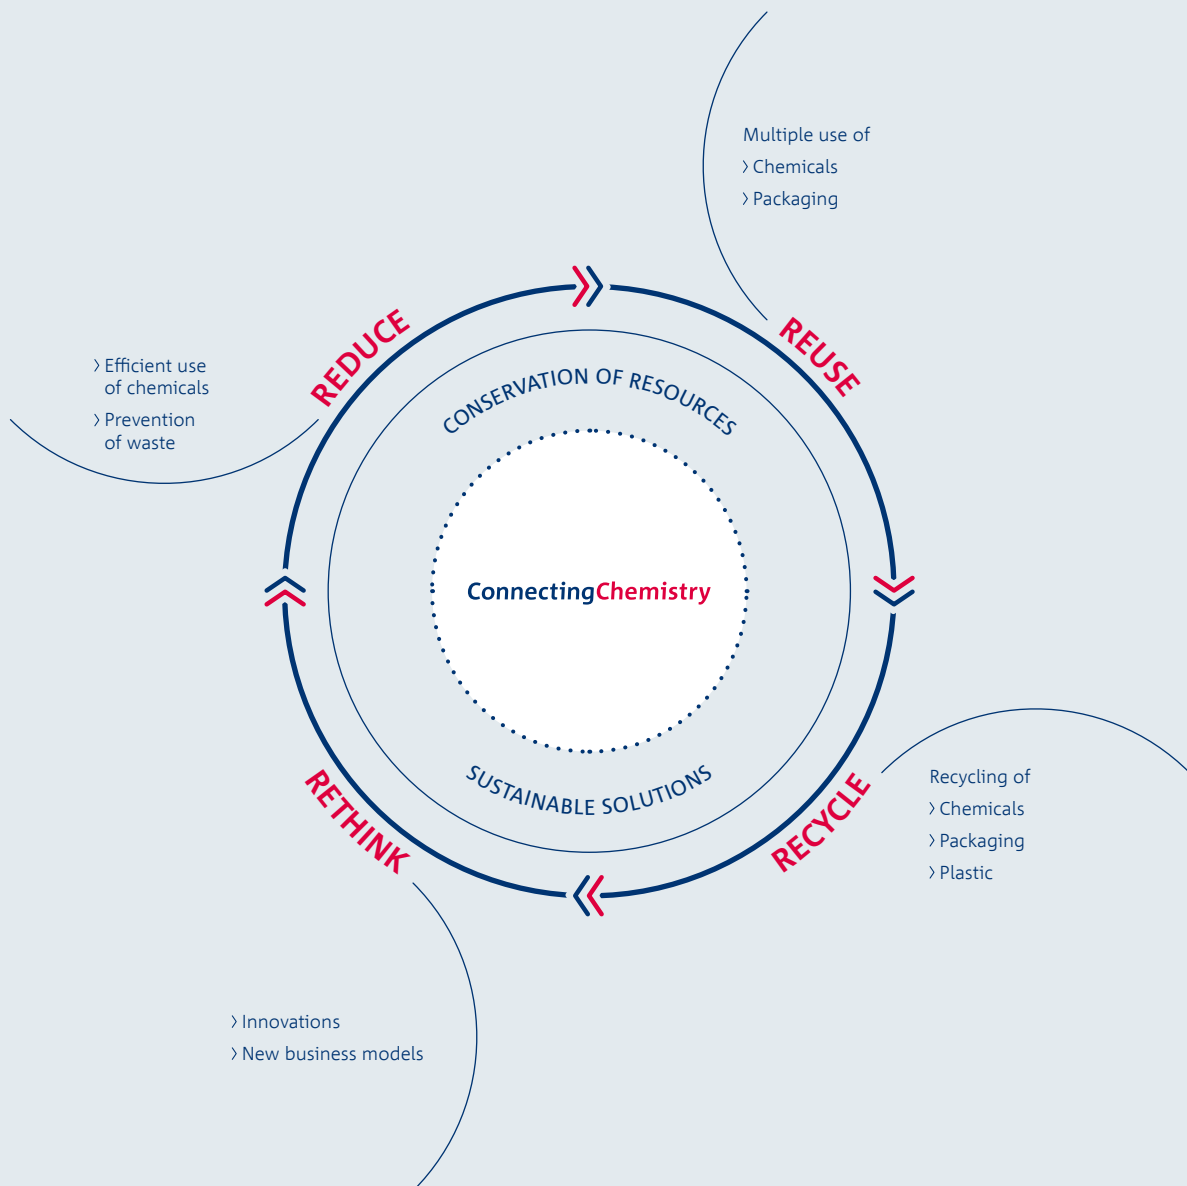 Multiple use of
› Chemicals
› Packaging
REUSE
REDUCE
› Efficient use
of chemicals
› Prevention
of waste
CONSERVATION OF RESOURCES
ConnectingChemistry
SUSTAINABLE SOLUTIONS
RECYCLE
Recycling of
› Chemicals
› Packaging
› Plastic
RETHINK
› Innovations
› New business models